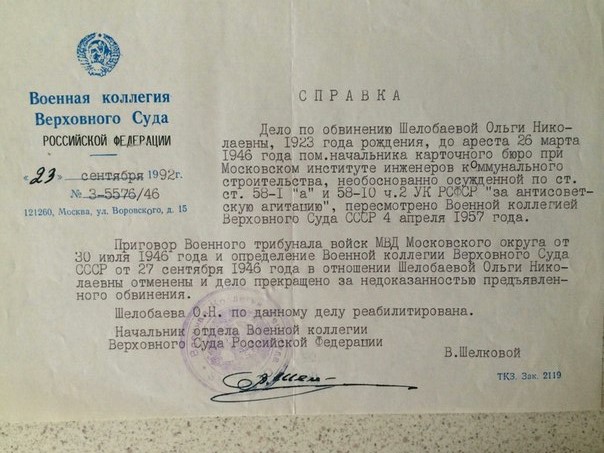 Военная коллегия
Верховного Суда
РОССИЙСКОЙ ФЕДЕРАЦИИ
"23" сентября 1992г.
№ 3-5576/46
121260, Москва, ул. Воровского, д. 15
СПРАВКА
Дело по обвинению Шелобаевой Ольги Нико-
лаевны, 1923 года рождения, до ареста 26 марта
1946 года пом.начальника карточного бюро при
Московском институте инженеров коммунального
строительства, необоснованно осужденной по ст.
ст. 58-I "а" и 58-10 ч.2 УК РСФСР "за антисовет-
скую агитацию", пересмотрено Военной коллегией
Верховного Суда СССР 4 апреля 1957 года.
Приговор Военного трибунала войск МВД Московского округа от
30 июля 1946 года и определение Военной коллегии Верховного Суда
СССР от 27 сентября 1946 года в отношении Шелобаевой Ольги Нико-
лаевны отменены и дело прекращено за недоказанностью предъявлен-
ного обвинения.
Шелобаева О.Н. по данному делу реабилитирована.
Начальник отдела Военной коллегии
Верховного Суда Российской Федерации
В.Шелковой
ТКЗ. Зак. 2119